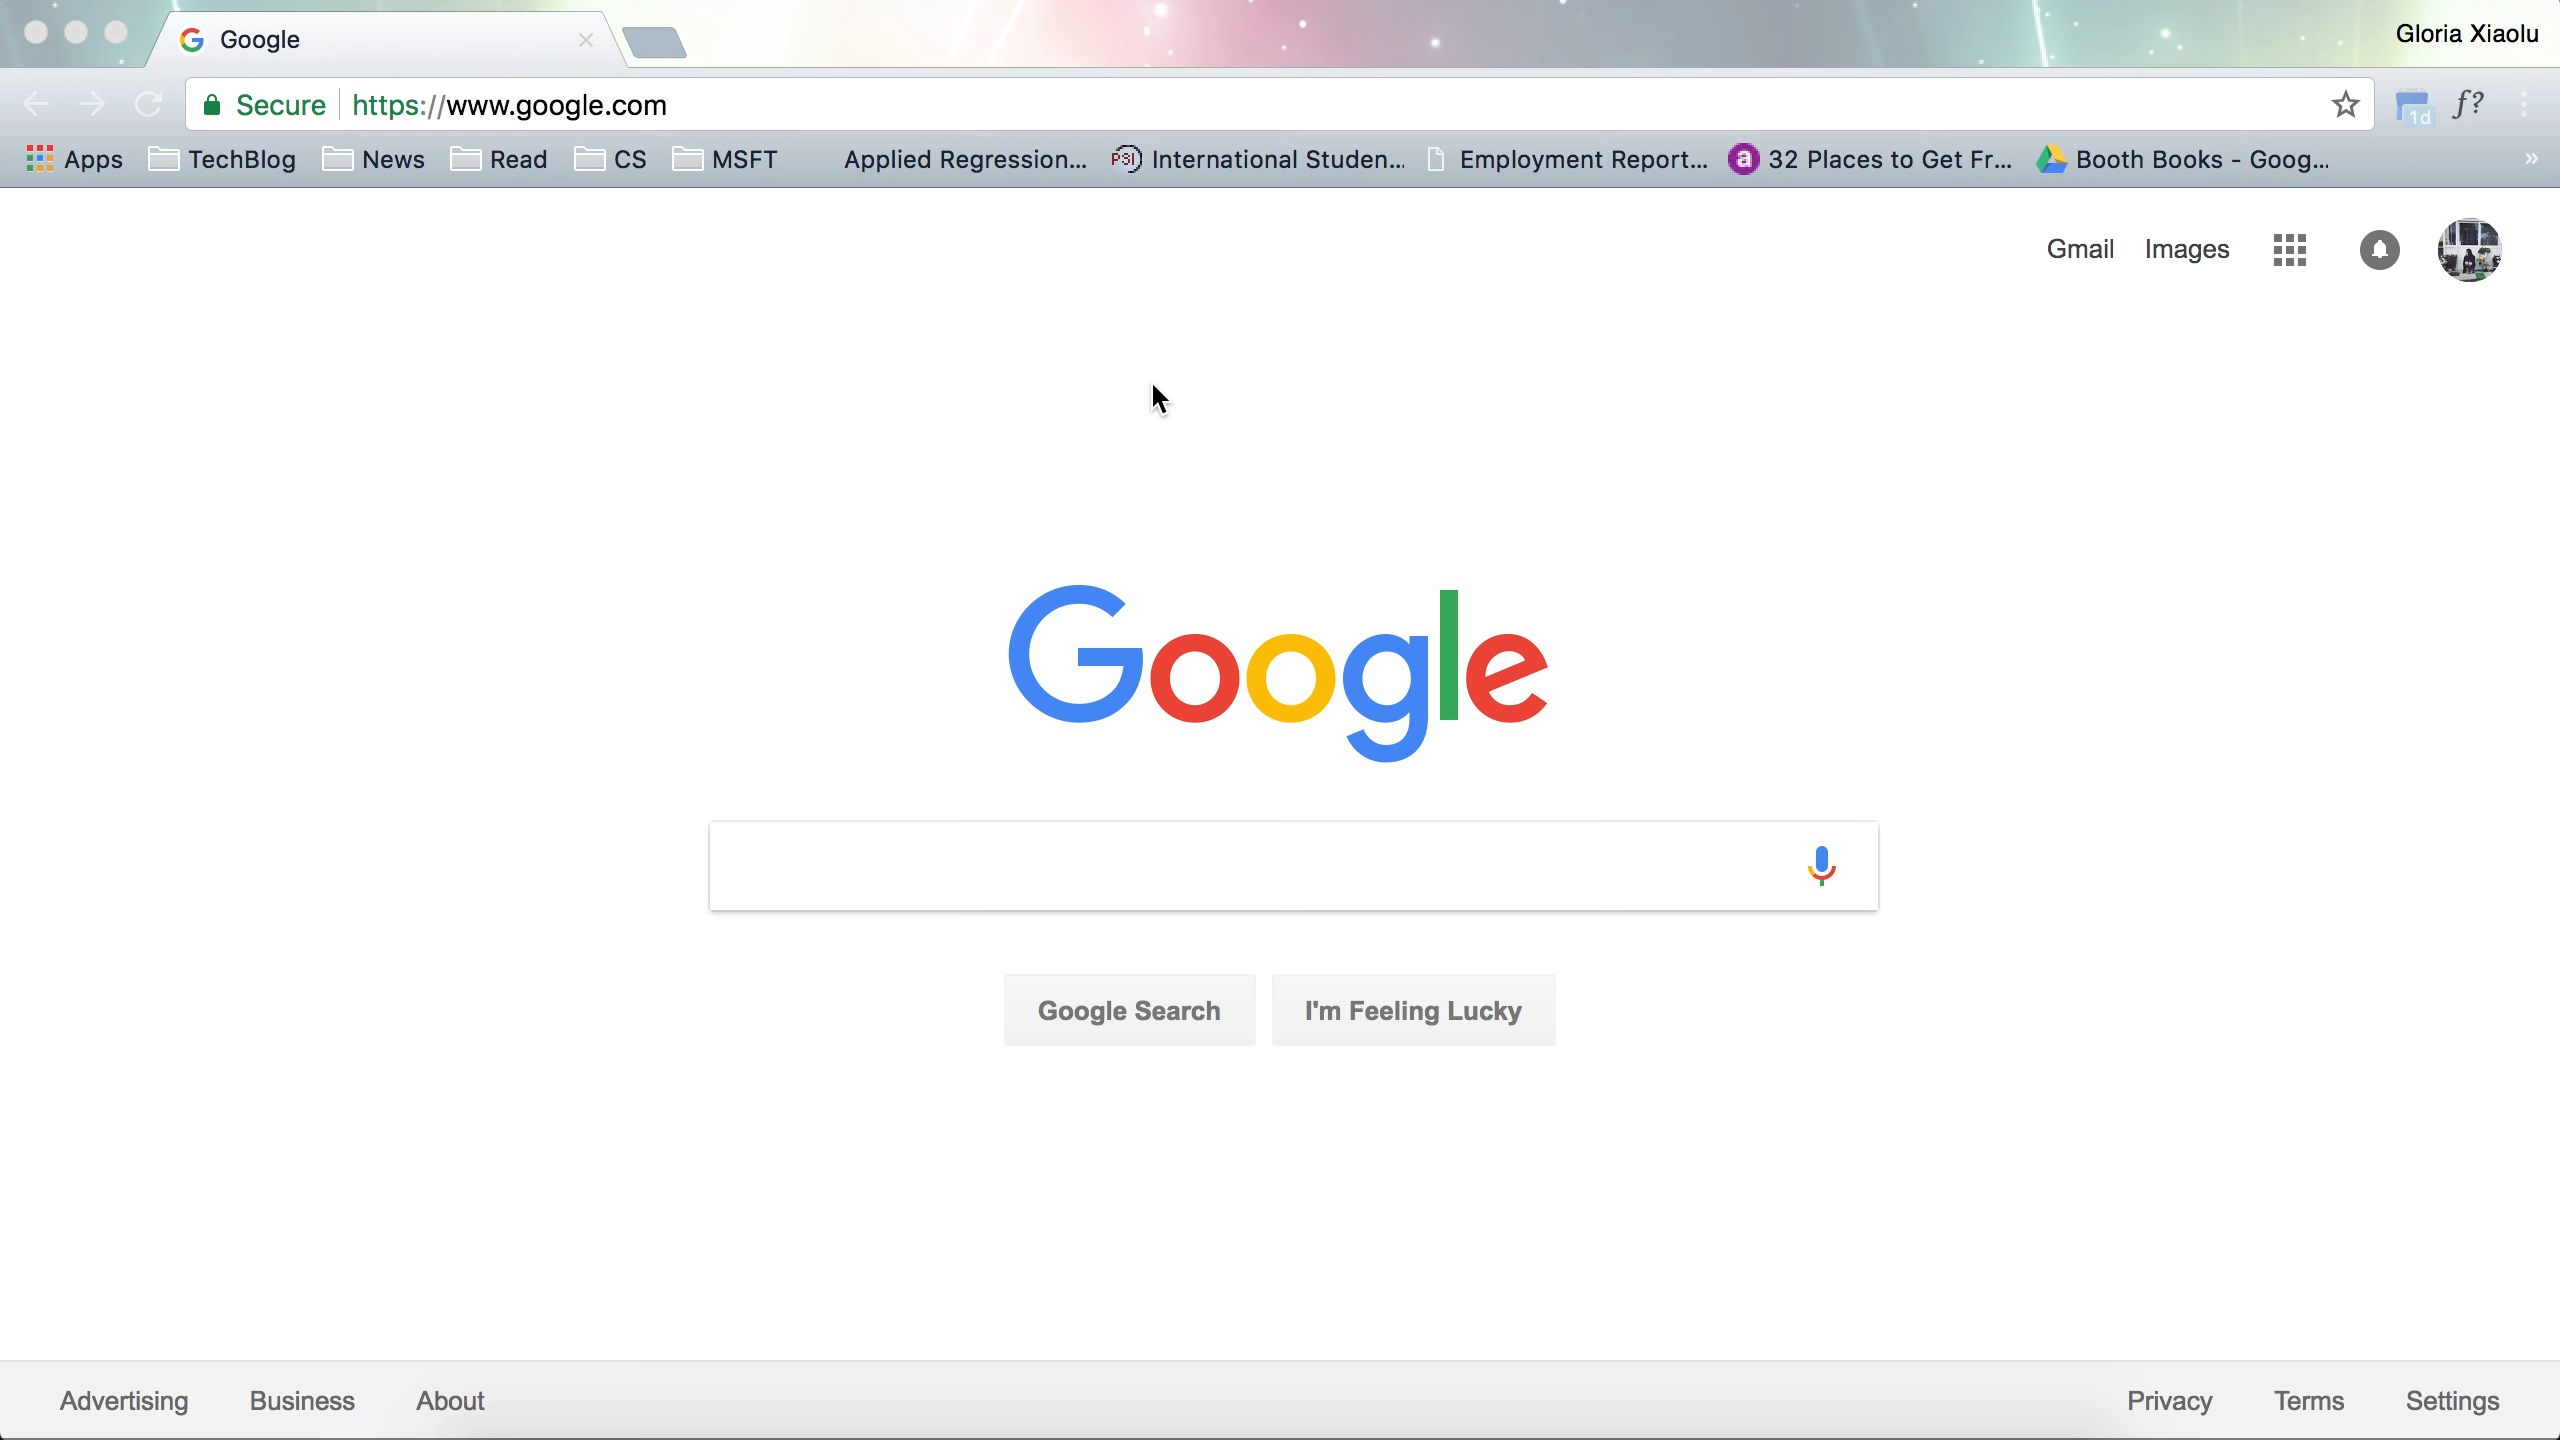 Google
Gloria Xiaolu
Secure https://www.google.com
1d f?
Apps TechBlog News Read CS MSFT Applied Regression... PSI International Studen... Employment Report... a 32 Places to Get Fr... Booth Books - Goog... »
Gmail Images
Google
Google Search I'm Feeling Lucky
Advertising Business About Privacy Terms Settings